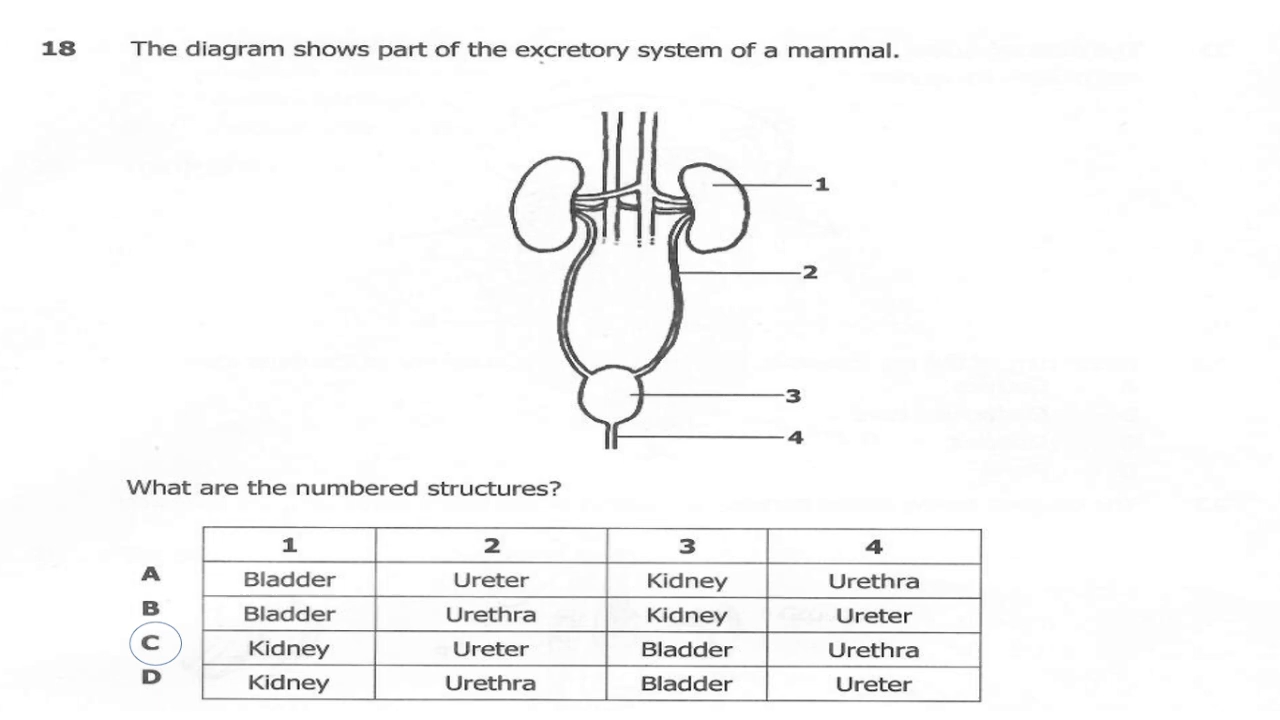 18 The diagram shows part of the excretory system of a mammal.
1
2
3
4
What are the numbered structures?
1 2 3 4
A Bladder Ureter Kidney Urethra
B Bladder Urethra Kidney Ureter
C Kidney Ureter Bladder Urethra
D Kidney Urethra Bladder Ureter